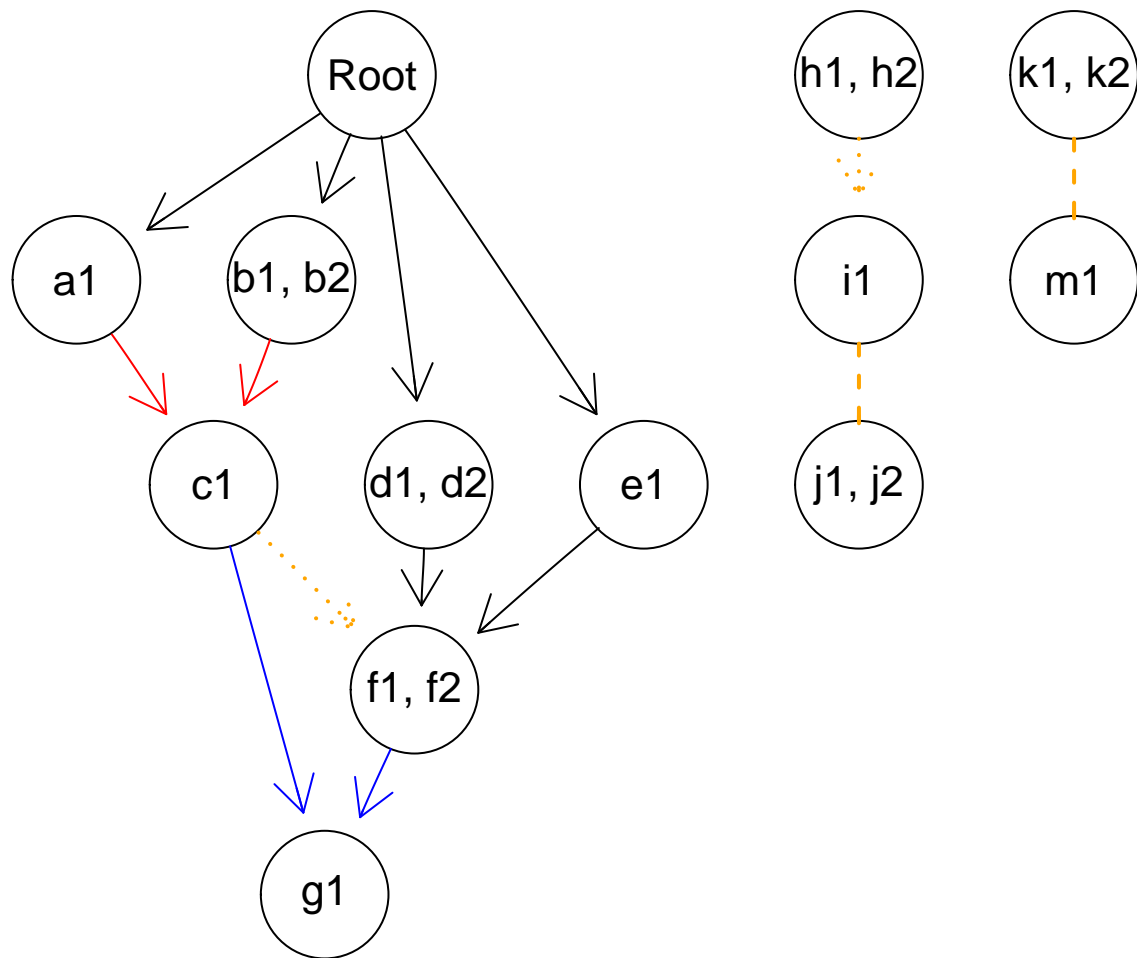 Root
h1, h2
k1, k2
a1
b1, b2
i1
m1
c1
d1, d2
e1
j1, j2
f1, f2
g1